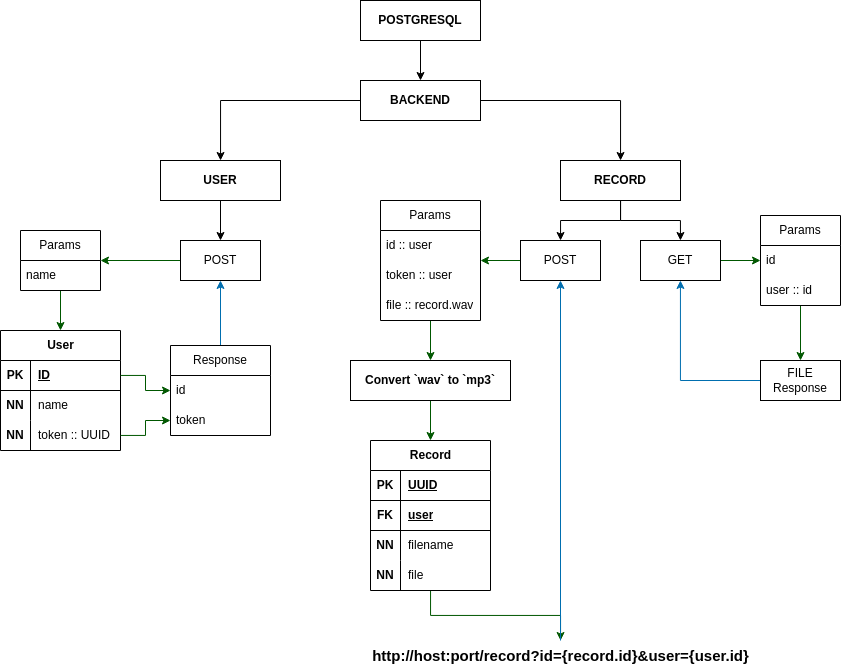 POSTGRESQL
BACKEND
USER
RECORD
Params
name
POST
User
PK ID
NN name
NN token :: UUID
Response
id
token
Params
id :: user
token :: user
file :: record.wav
POST
GET
Params
id
user :: id
FILE
Response
Convert `wav` to `mp3`
Record
PK UUID
FK user
NN filename
NN file
http://host:port/record?id={record.id}&user={user.id}